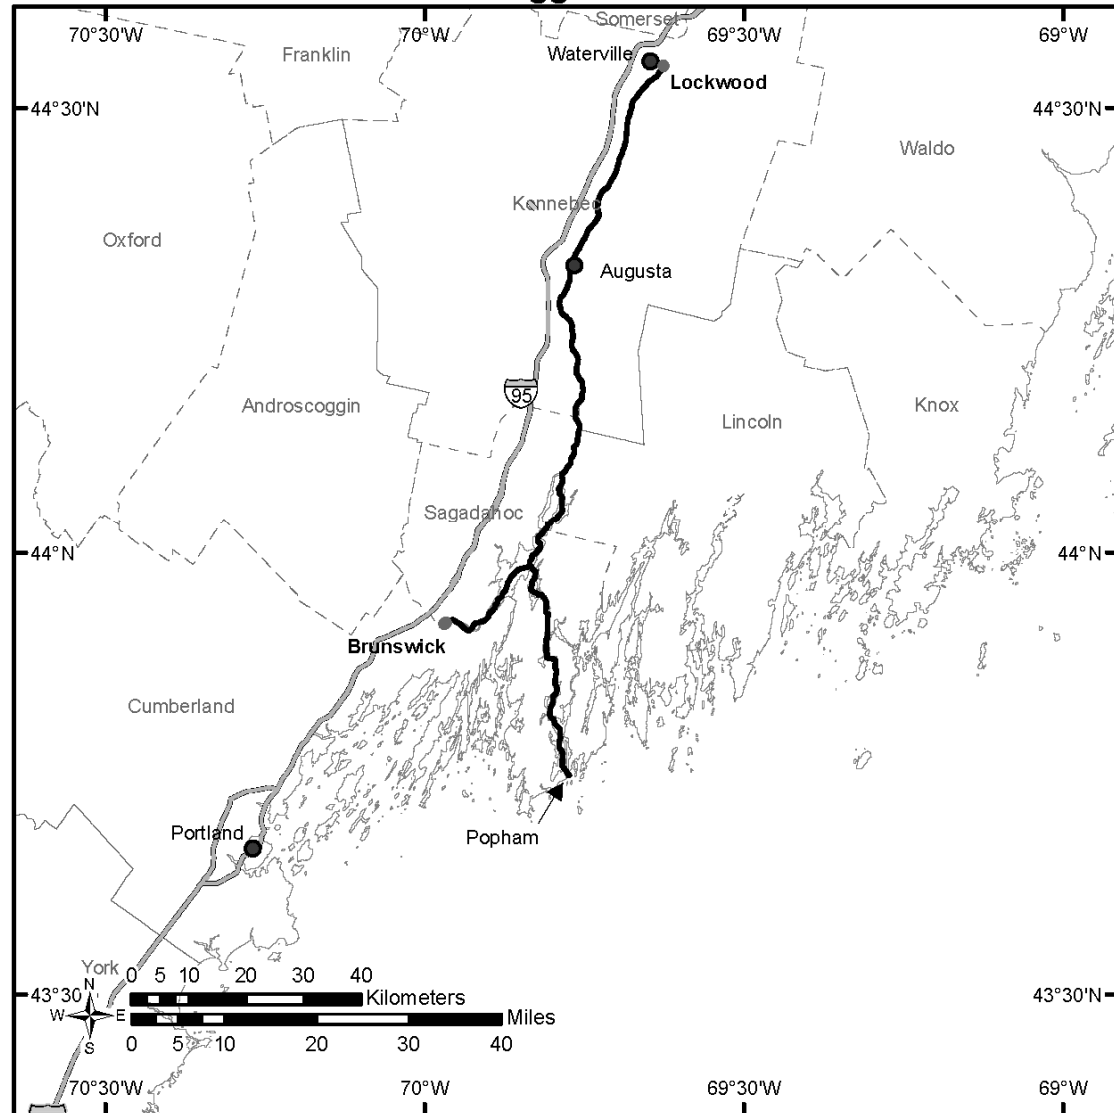 Somerset
70°30'W 70°W 69°30'W 69°W
Franklin
Waterville
Lockwood
44°30'N 44°30'N
Waldo
Kennebec
Oxford
Augusta
95
Androscoggin
Knox
Lincoln
Sagadahoc
44°N 44°N
Brunswick
Cumberland
Portland
Popham
York
N
W E
S
0 5 10 20 30 40
Kilometers
43°30 43°30'N
Miles
0 5 10 20 30 40
70°30'W 70°W 69°30'W 69°W